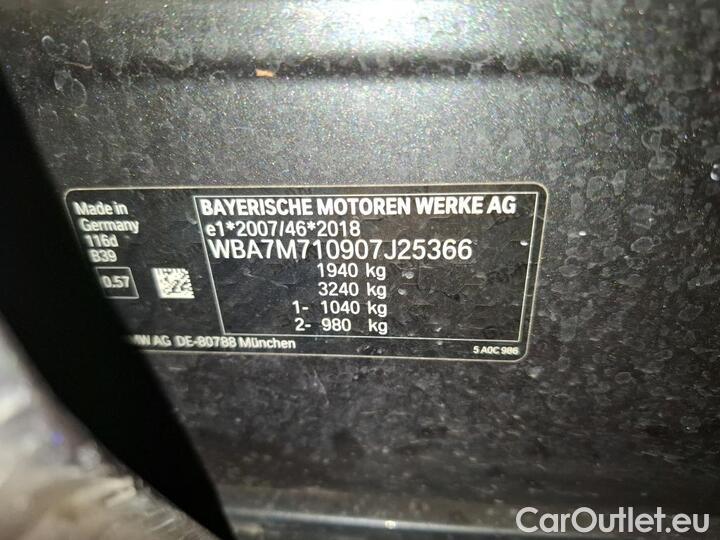 Made in
Germany
116d
B39
0.57
MW AG DE-80788 München
BAYERISCHE MOTOREN WERKE AG
e1*2007/46*2018
WBA7M710907J25366
1940 kg
3240 kg
1- 1040 kg
2- 980 kg
5 A0C 986
CarOutlet.eu